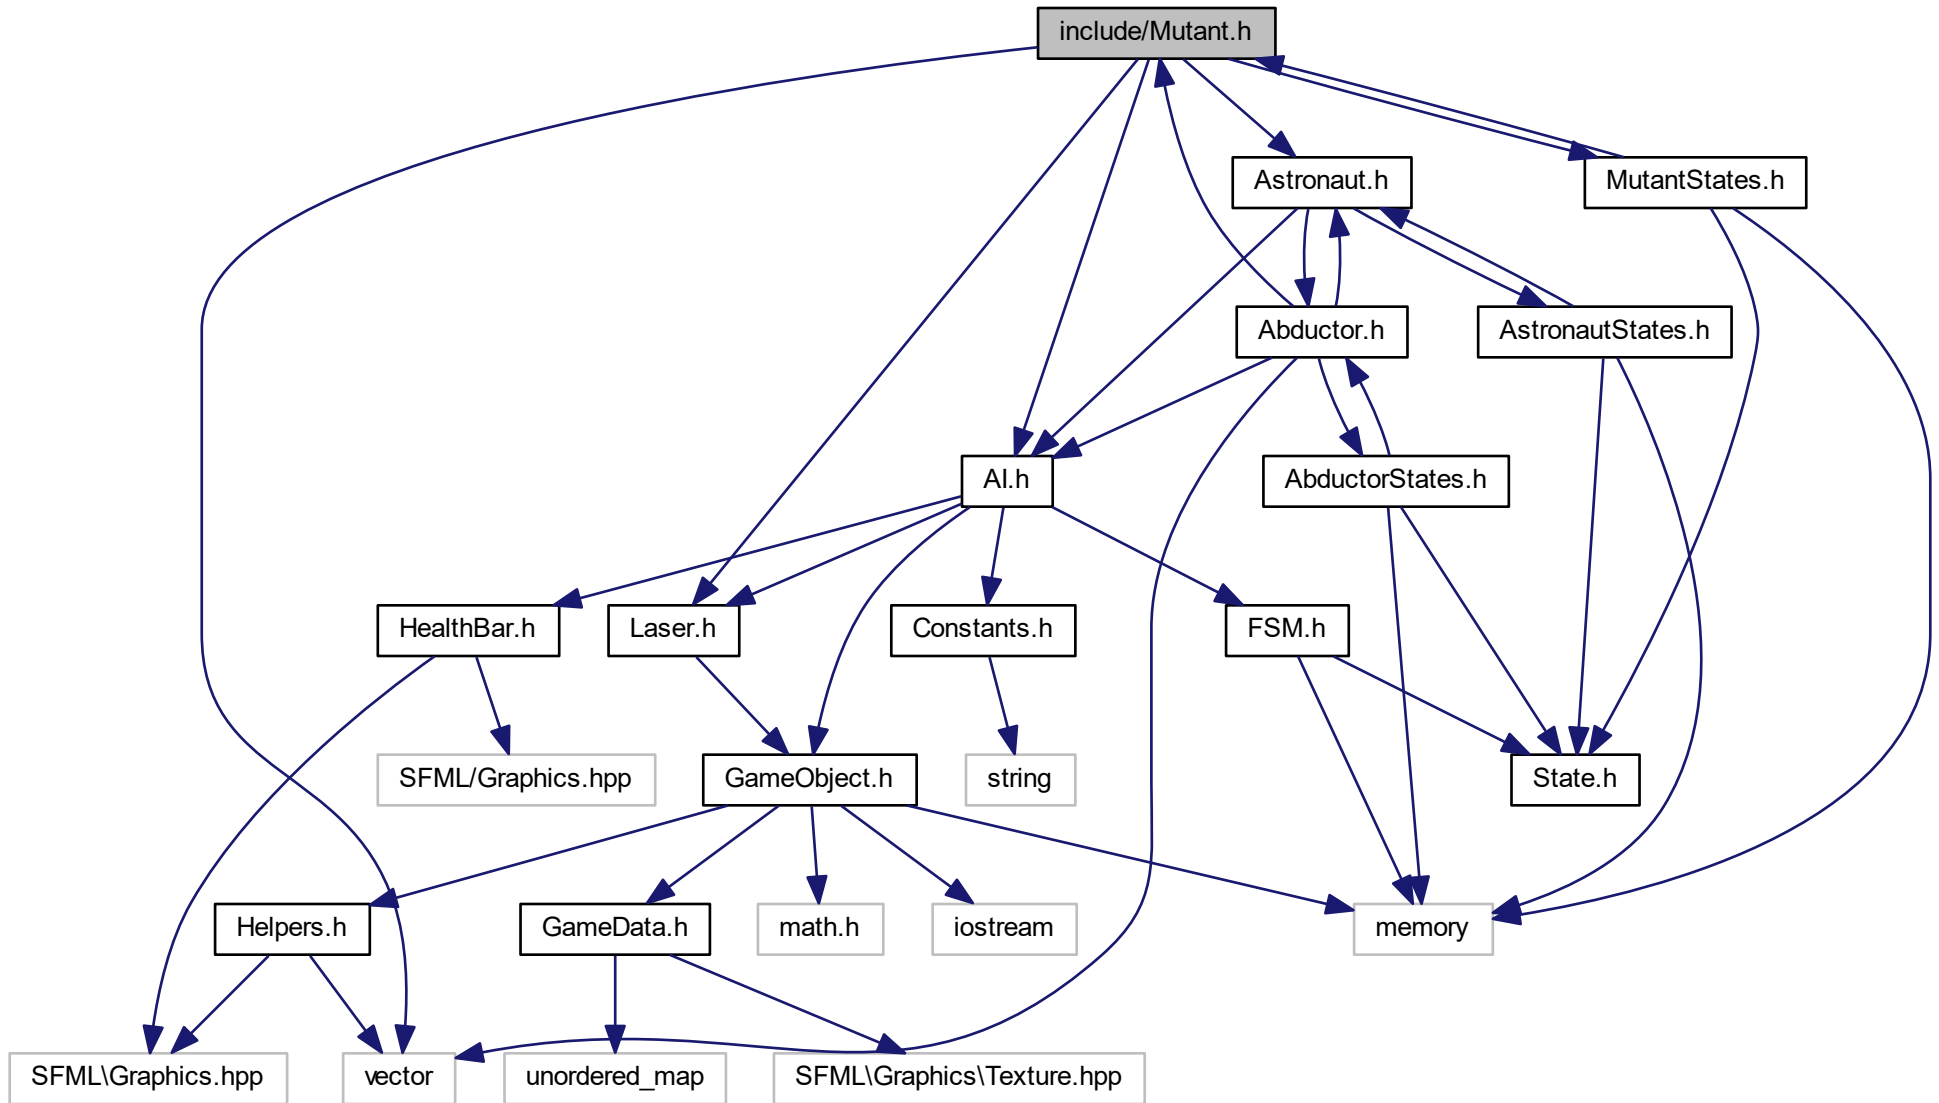 include/Mutant.h
Astronaut.h
MutantStates.h
Abductor.h
AstronautStates.h
AI.h
AbductorStates.h
HealthBar.h
Laser.h
Constants.h
FSM.h
SFML/Graphics.hpp
GameObject.h
string
State.h
Helpers.h
GameData.h
math.h
iostream
memory
SFML\Graphics.hpp
vector
unordered_map
SFML\Graphics\Texture.hpp